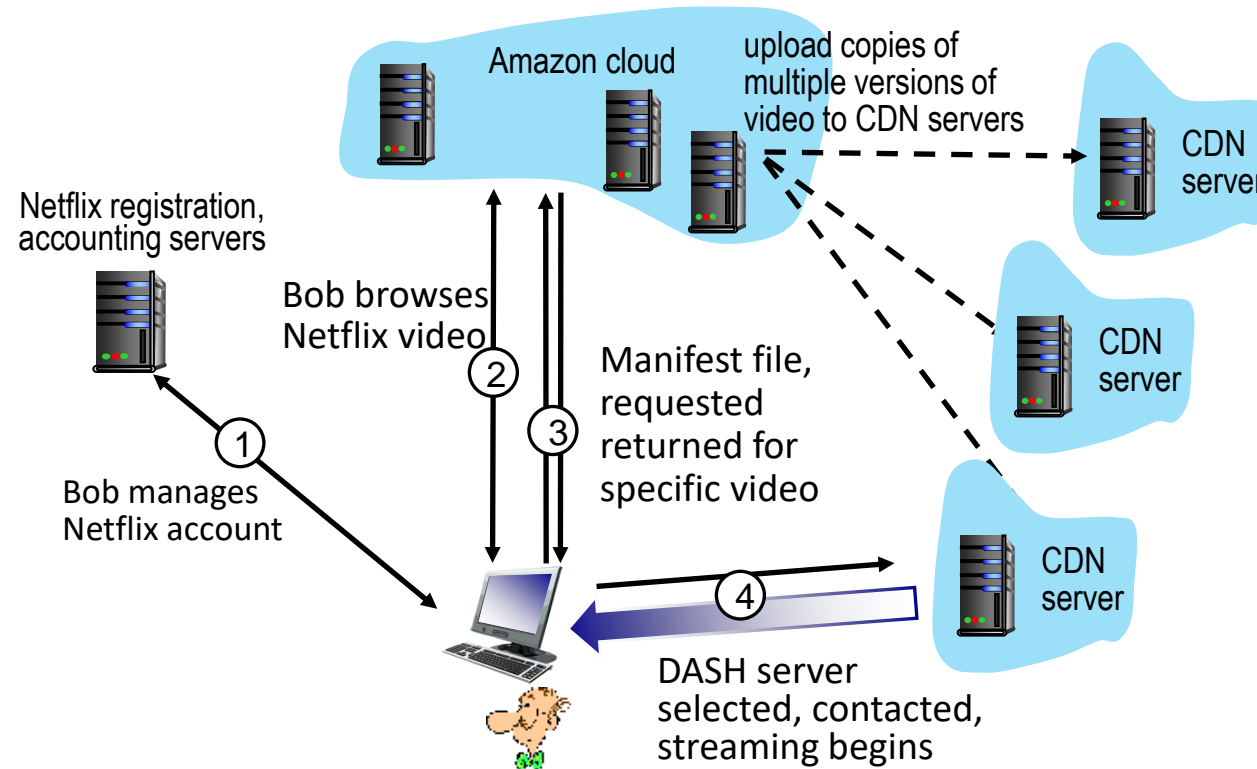 Amazon cloud
upload copies of
multiple versions of
video to CDN servers
CDN
server
Netflix registration,
accounting servers
Bob browses
Netflix video
2
Manifest file,
requested
returned for
specific video
3
CDN
server
1
Bob manages
Netflix account
CDN
server
4
DASH server
selected, contacted,
streaming begins